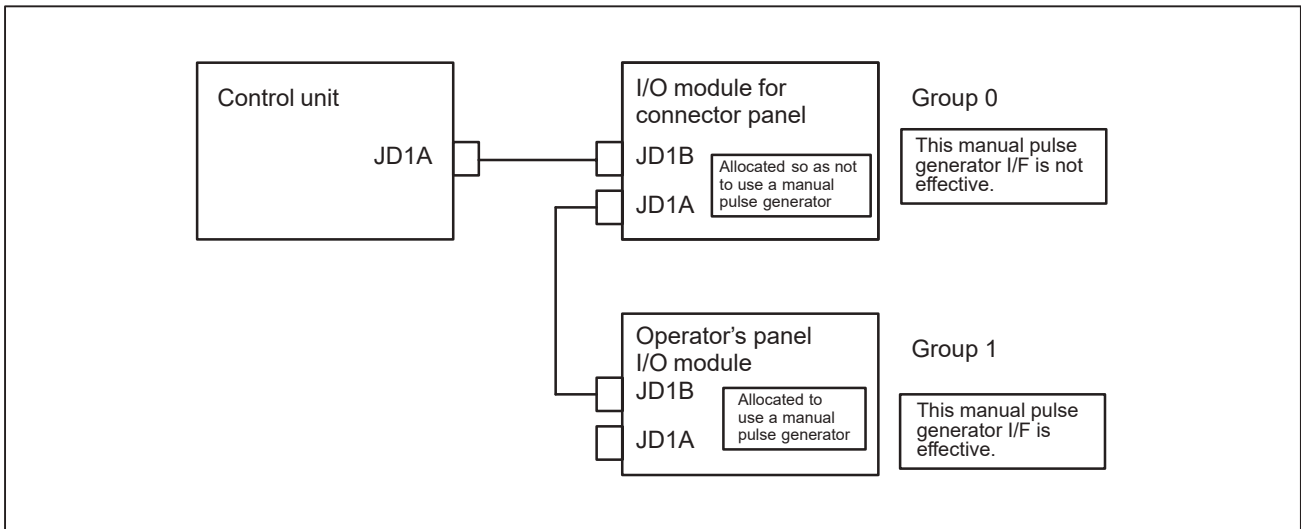 Control unit
JD1A
I/O module for
connector panel
JD1B
JD1A
Allocated so as not
to use a manual
pulse generator
Group 0
This manual pulse
generator I/F is not
effective.
Operator’s panel
I/O module
JD1B
JD1A
Allocated to
use a manual
pulse generator
Group 1
This manual pulse
generator I/F is
effective.